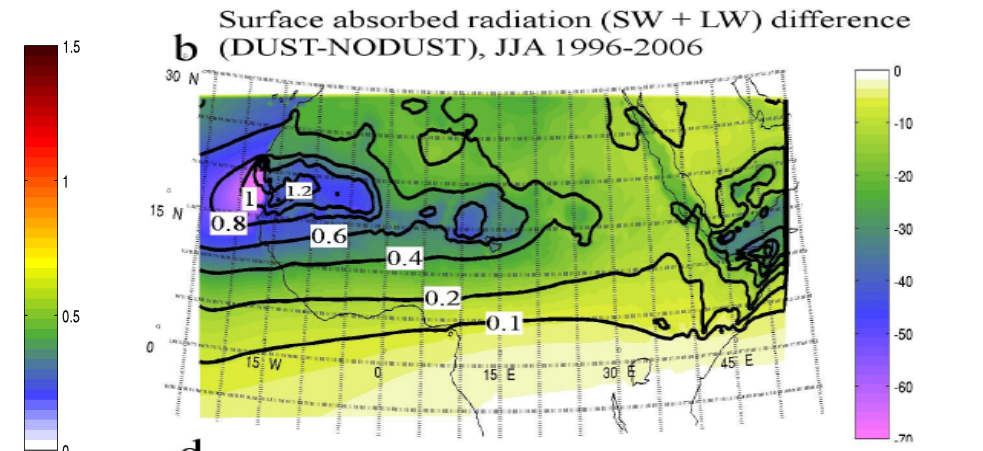 Surface absorbed radiation (SW + LW) difference
b (DUST-NODUST), JJA 1996-2006
1.5
1
0.5
0
30 N
15 N
0
15 W
0
15 E
30 E
45 E
1
1.2
0.8
0.6
0.4
0.2
0.1
0
-10
-20
-30
-40
-50
-60
-70